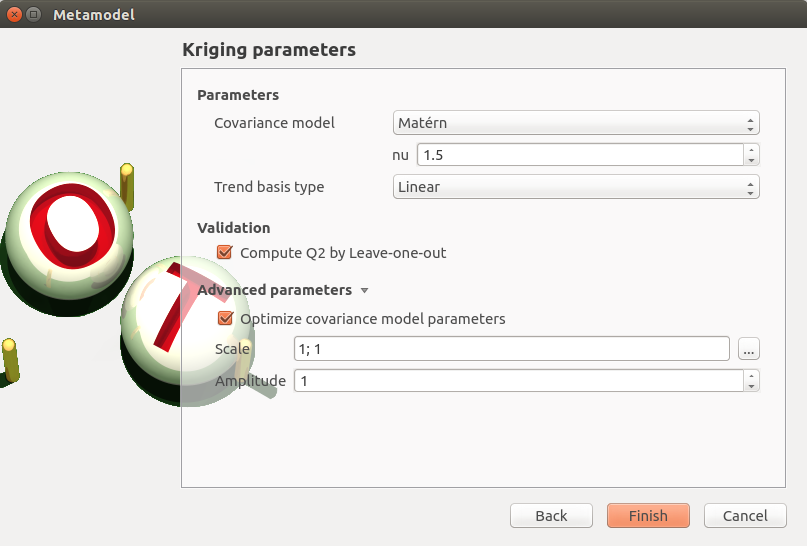 Metamodel
Kriging parameters
Parameters
Covariance model Matérn
nu 1.5
Trend basis type Linear
Validation
Compute Q2 by Leave-one-out
Advanced parameters
Optimize covariance model parameters
Scale 1; 1 ...
Amplitude 1
O
T
Back Finish Cancel